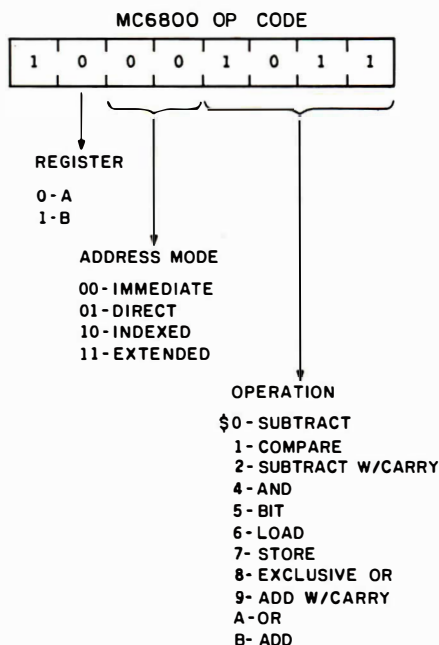 MC6800 OP CODE
1 0 0 0 1 0 1 1
REGISTER
0-A
1-B
ADDRESS MODE
00-IMMEDIATE
01-DIRECT
10-INDEXED
11-EXTENDED
OPERATION
$0-SUBTRACT
1-COMPARE
2-SUBTRACT W/CARRY
4-AND
5-BIT
6-LOAD
7-STORE
8-EXCLUSIVE OR
9-ADD W/CARRY
A-OR
B-ADD